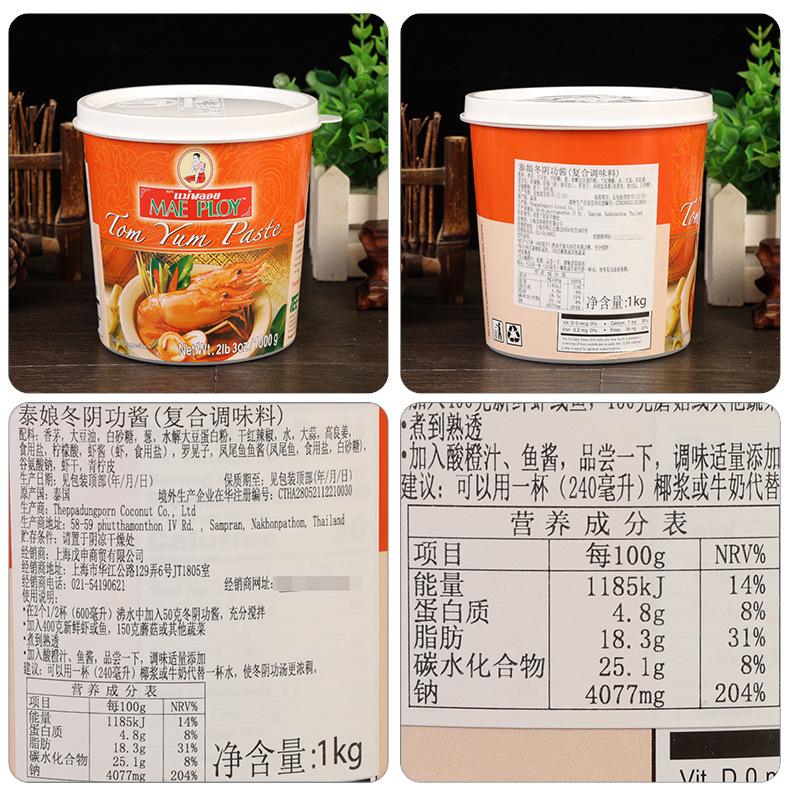 แม่พลอย
MAE PLOY
Tom Yum Paste
Net Wt. 2lb 3oz/1000g
泰娘冬阴功酱(复合调味料)
净含量:1kg
Vit. D 0 mcg 0% • Calcium 7 mg
Iron 0.2 mg 0% • Potas.
泰娘冬阴功酱(复合调味料)
配料: 香茅, 大豆油, 白砂糖, 葱, 水解大豆蛋白粉, 干红辣椒, 水, 大蒜, 高良姜,
食用盐, 柠檬酸, 虾酱(虾, 食用盐), 罗晃子, 凤尾鱼鱼酱(凤尾鱼, 食用盐, 白砂糖),
谷氨酸钠, 虾干, 青柠皮
生产日期: 见包装顶部(年/月/日) 保质期至: 见包装顶部(年/月/日)
原产国: 泰国 境外生产企业在华注册编号: CTHA28052112210030
生产商: Theppadungporn Coconut Co., Ltd
生产商地址: 58-59 phutthamonthon IV Rd. , Sampran, Nakhonpathom, Thailand
贮存条件: 请置于阴凉干燥处
经销商: 上海戊申商贸有限公司
经销商地址: 上海市华江公路129弄6号JT1805室
经销商电话: 021-54190621 经销商网址:
使用说明:
•在2个1/2杯 (600毫升) 沸水中加入50克冬阴功酱, 充分搅拌
•加入400克新鲜虾或鱼, 150克蘑菇或其他蔬菜
•煮到熟透
•加入酸橙汁、鱼酱, 品尝一下, 调味适量添加
建议: 可以用一杯 (240毫升) 椰浆或牛奶代替一杯水, 使冬阴功汤更浓稠.
营养成分表
项目 每100g NRV%
能量 1185kJ 14%
蛋白质 4.8g 8%
脂肪 18.3g 31%
碳水化合物 25.1g 8%
钠 4077mg 204%
净含量:1kg
•煮到熟透
•加入酸橙汁、鱼酱, 品尝一下, 调味适量添加
建议: 可以用一杯 (240毫升) 椰浆或牛奶代替
营养成分表
项目 每100g NRV%
能量 1185kJ 14%
蛋白质 4.8g 8%
脂肪 18.3g 31%
碳水化合物 25.1g 8%
钠 4077mg 204%
Vit. D 0 m